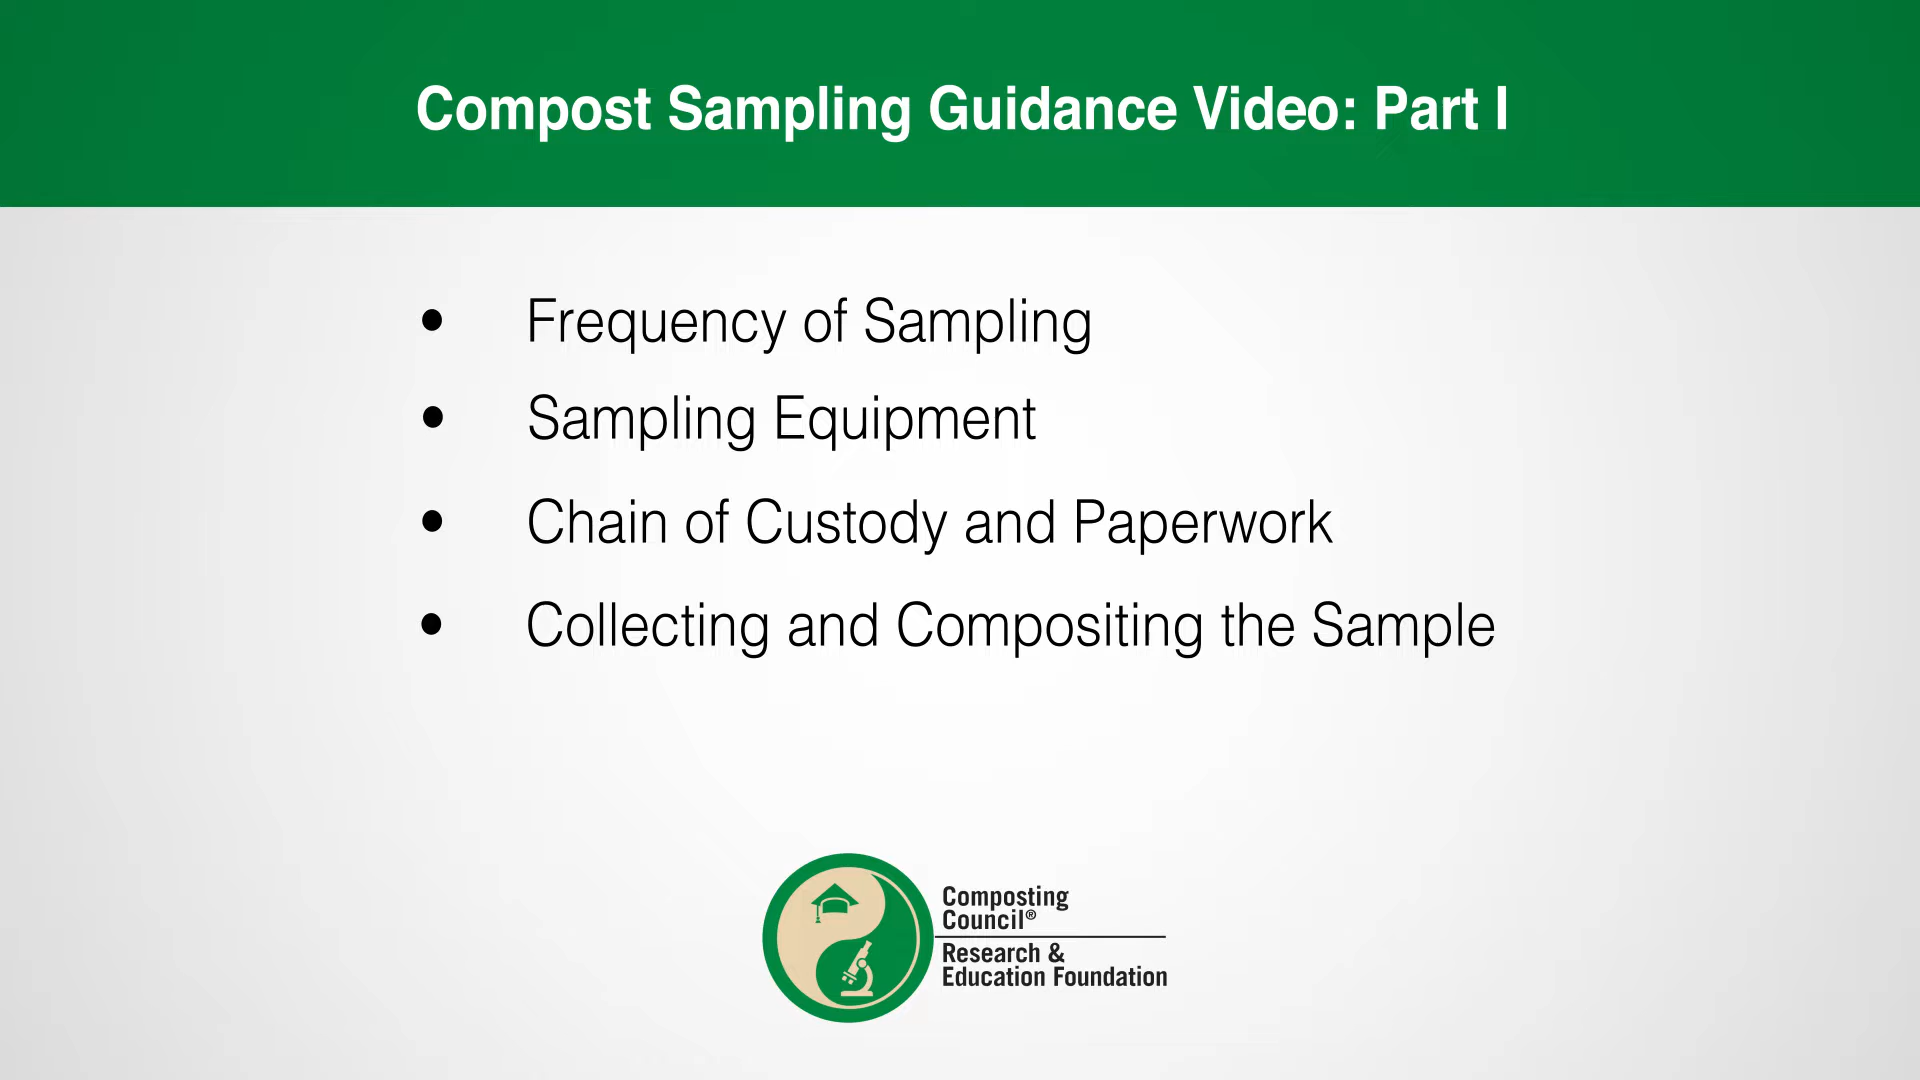 Compost Sampling Guidance Video: Part I
• Frequency of Sampling
• Sampling Equipment
• Chain of Custody and Paperwork
• Collecting and Compositing the Sample
Composting
Council®
Research &
Education Foundation